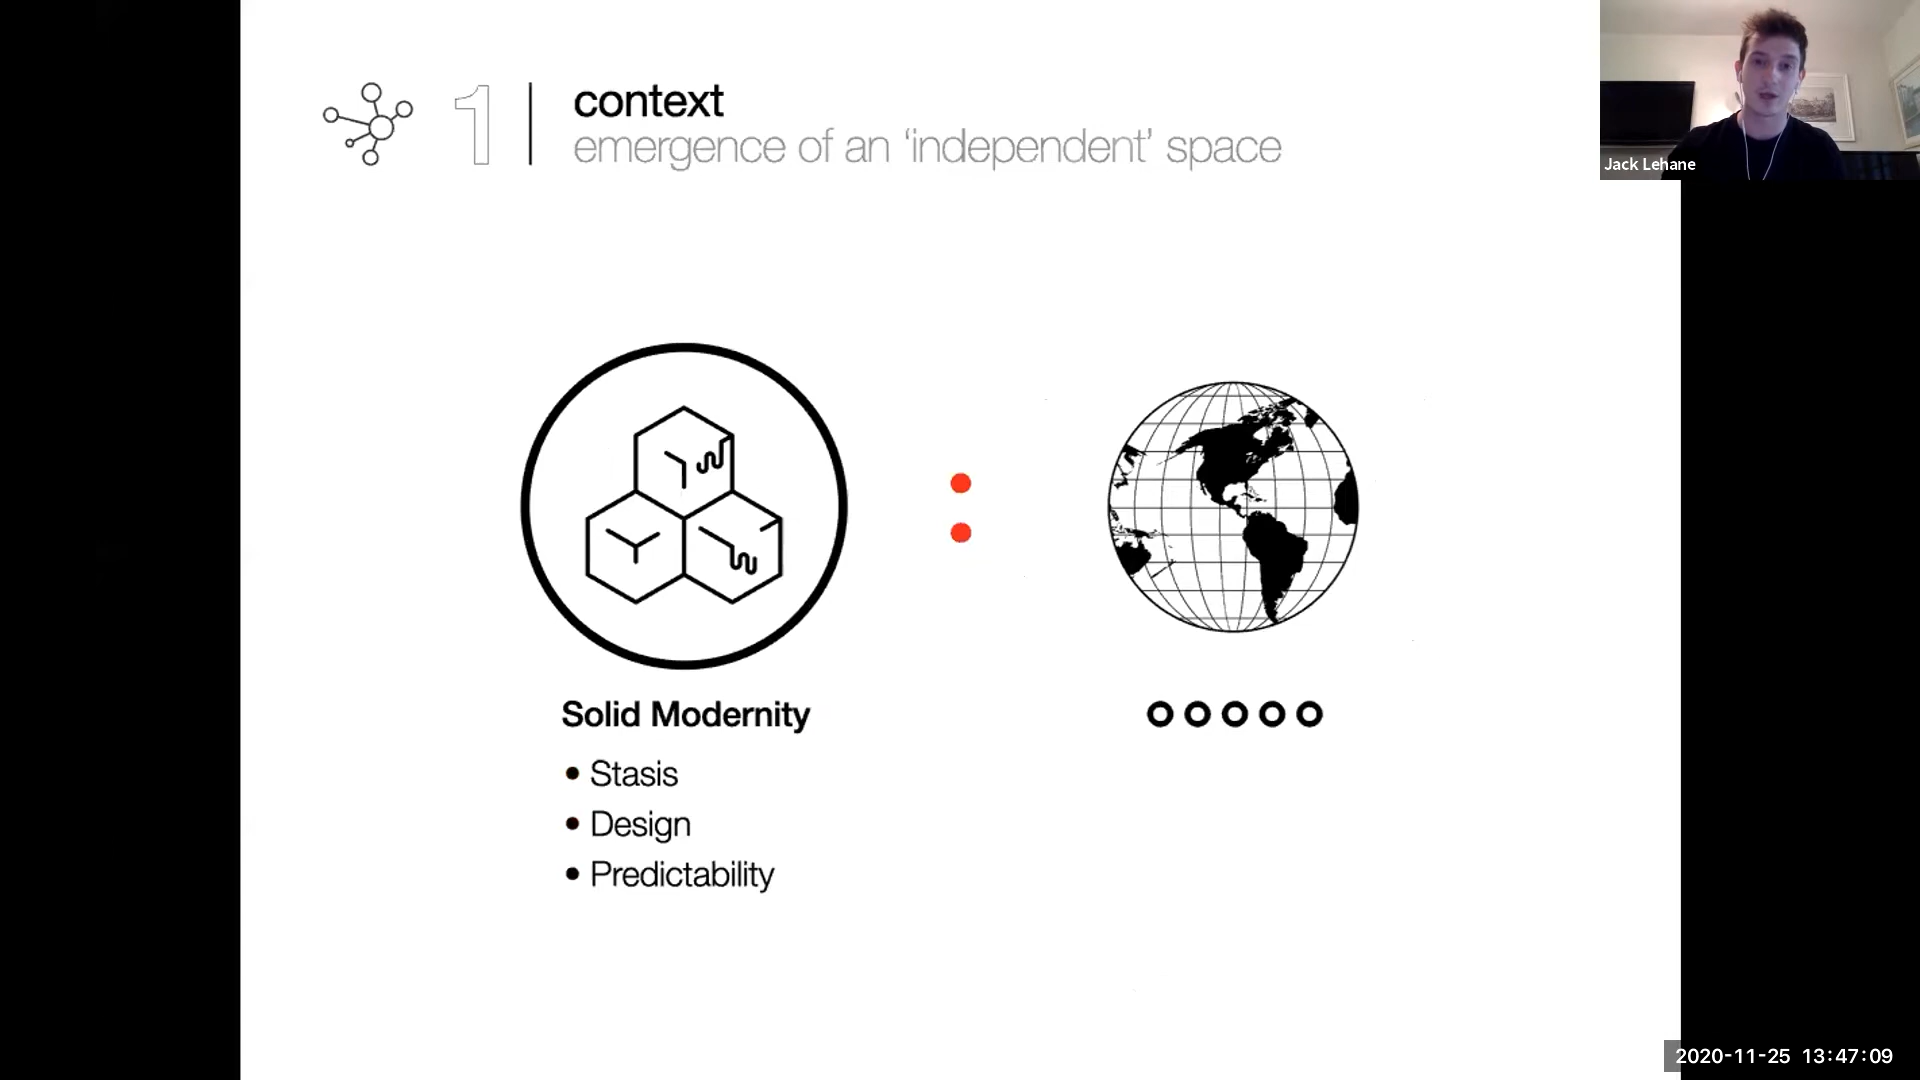 1
context
emergence of an ‘independent’ space
Jack Lehane
Solid Modernity
• Stasis
• Design
• Predictability
2020-11-25 13:47:09